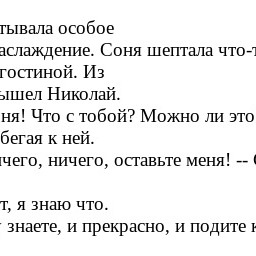 тывала особое
аслаждение. Соня шептала что-т
гостиной. Из
ышел Николай.
ня! Что с тобой? Можно ли это
бегая к ней.
чего, ничего, оставьте меня! --
т, я знаю что.
знаете, и прекрасно, и подите к